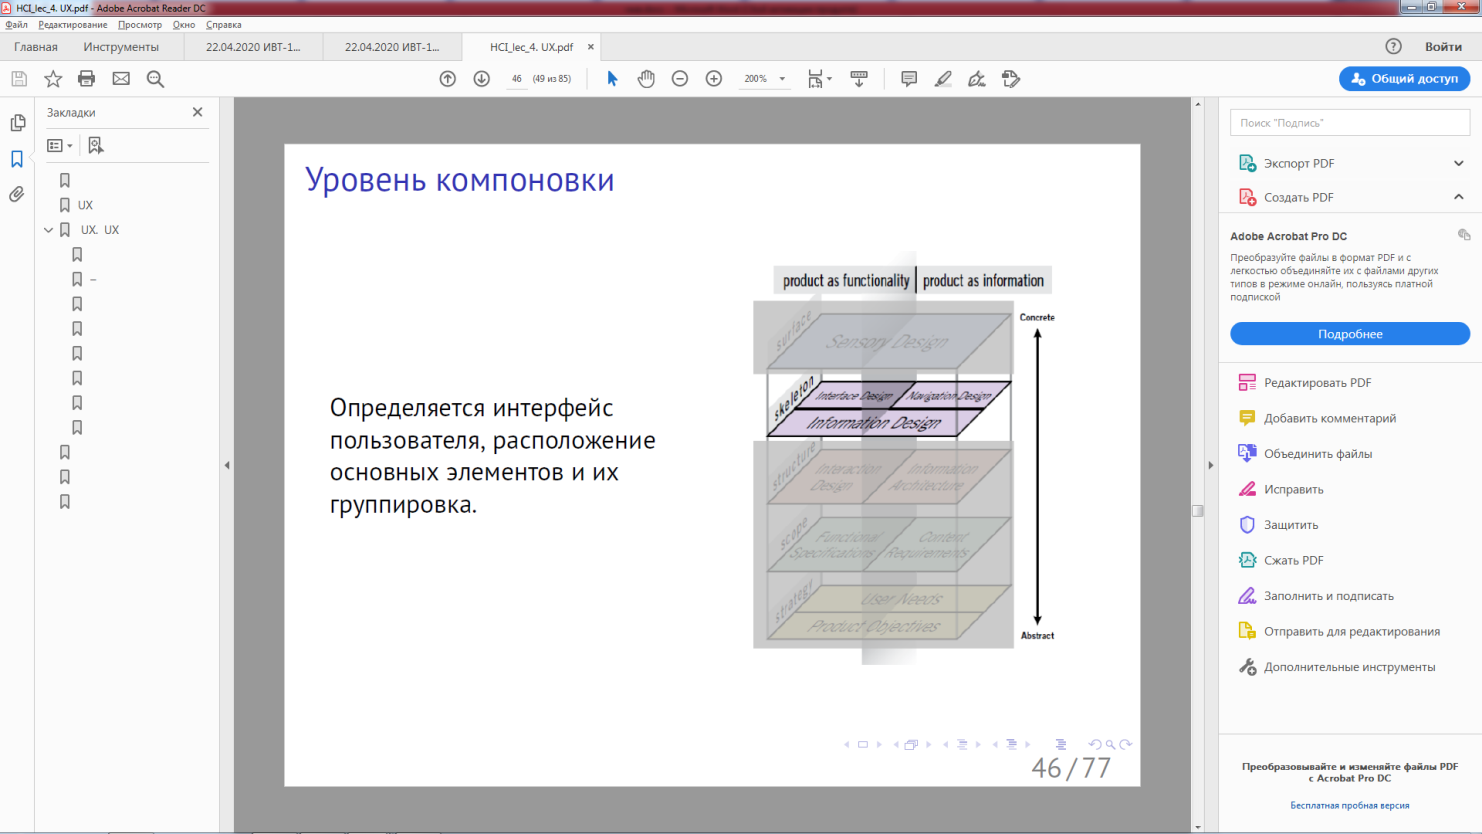 HCI_lec_4. UX.pdf - Adobe Acrobat Reader DC
Файл Редактирование Просмотр Окно Справка
Главная Инструменты 22.04.2020 ИВТ-1... 22.04.2020 ИВТ-1... HCI_lec_4. UX.pdf × Войти
46 (49 из 85) 200% Общий доступ
Закладки
UX
UX. UX
–
Уровень компоновки
Определяется интерфейс
пользователя, расположение
основных элементов и их
группировка.
product as functionality product as information
Concrete
surface
Sensory Design
skeleton
Interface Design Navigation Design
Information Design
structure
Interaction Design
Information Architecture
scope
Functional Specifications
Content Requirements
strategy
User Needs
Product Objectives
Abstract
46/77
Поиск "Подпись"
Экспорт PDF
Создать PDF
Adobe Acrobat Pro DC
Преобразуйте файлы в формат PDF и с
легкостью объединяйте их с файлами других
типов в режиме онлайн, пользуясь платной
подпиской
Подробнее
Редактировать PDF
Добавить комментарий
Объединить файлы
Исправить
Защитить
Сжать PDF
Заполнить и подписать
Отправить для редактирования
Дополнительные инструменты
Преобразовывайте и изменяйте файлы PDF
с Acrobat Pro DC
Бесплатная пробная версия